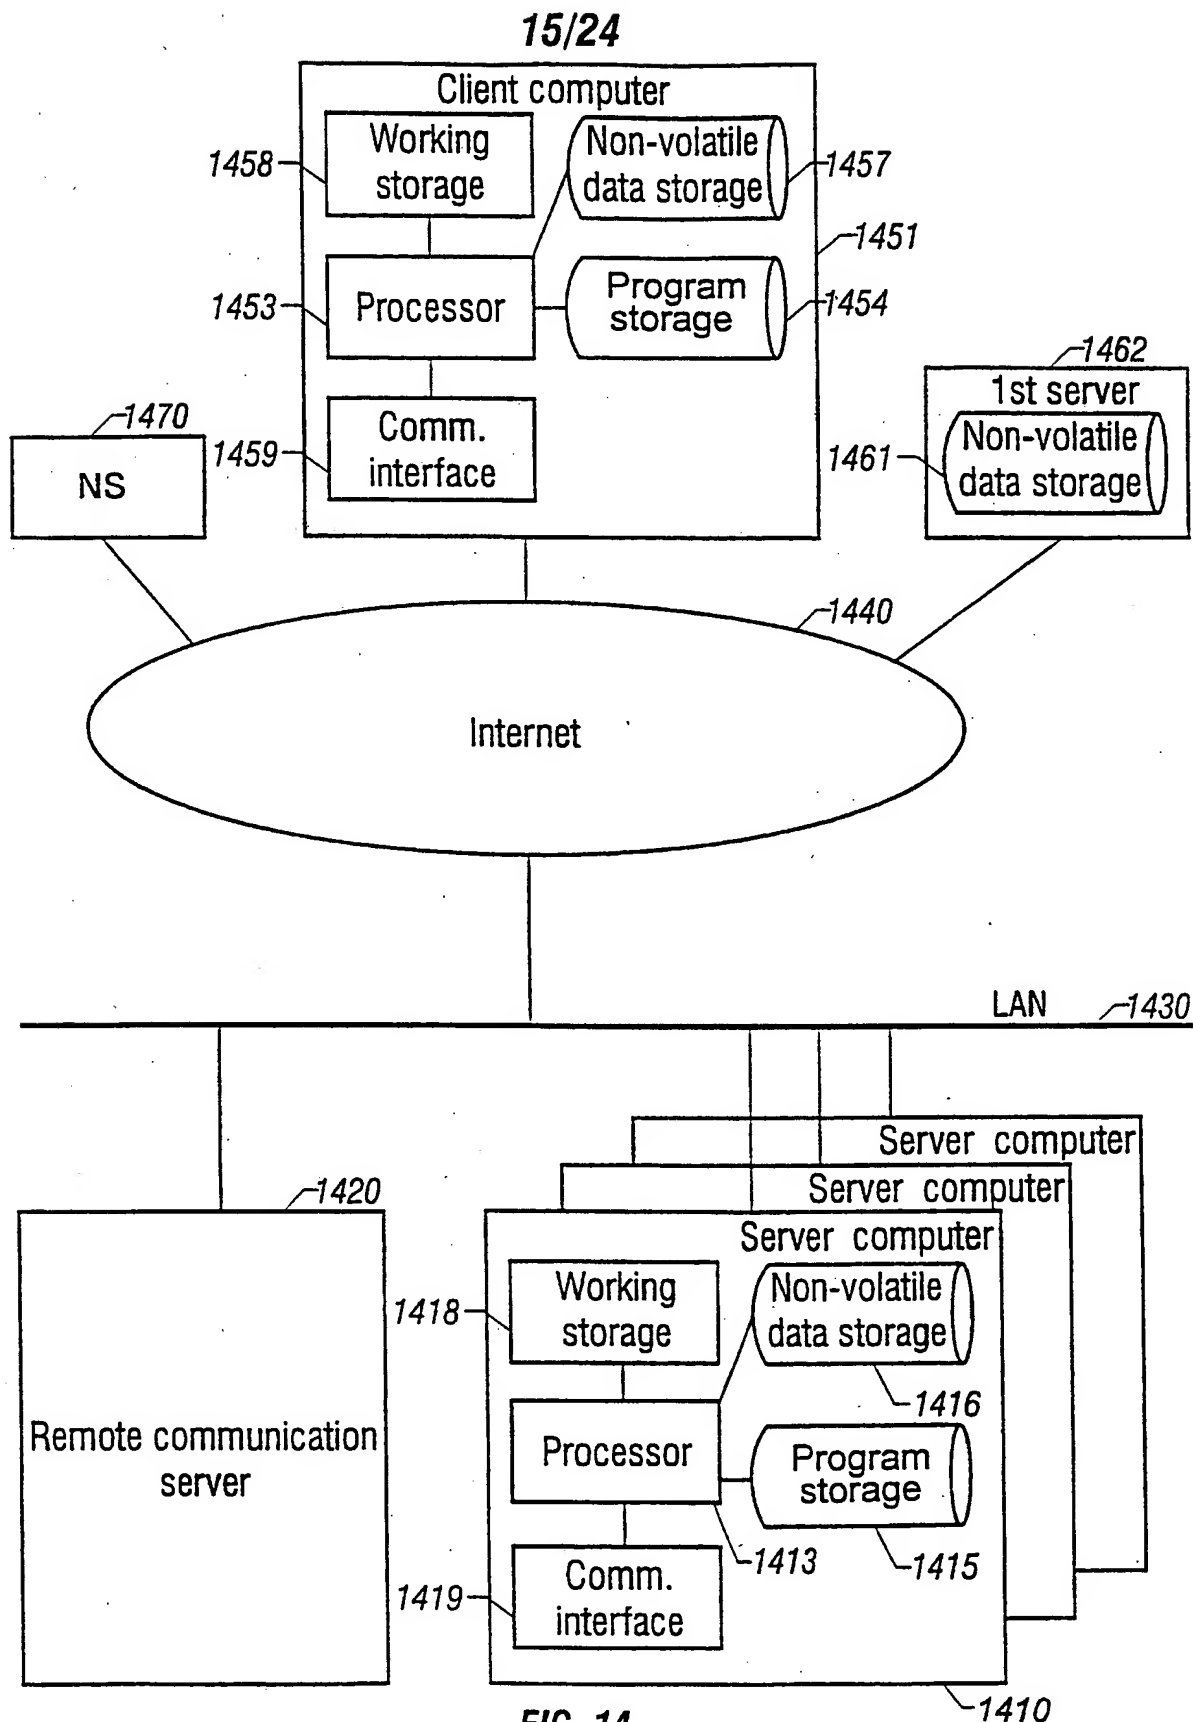 15/24
Client computer
Working
storage
1458
Non-volatile
data storage
1457
1451
Processor
1453
Program
storage
1454
1462
1st server
Non-volatile
data storage
1461
1470
NS
Comm.
interface
1459
1440
Internet
LAN
1430
Server computer
Server computer
1420
Server computer
Working
storage
1418
Non-volatile
data storage
1416
Remote communication
server
Processor
Program
storage
1413
1415
Comm.
interface
1419
1410
FIG. 14